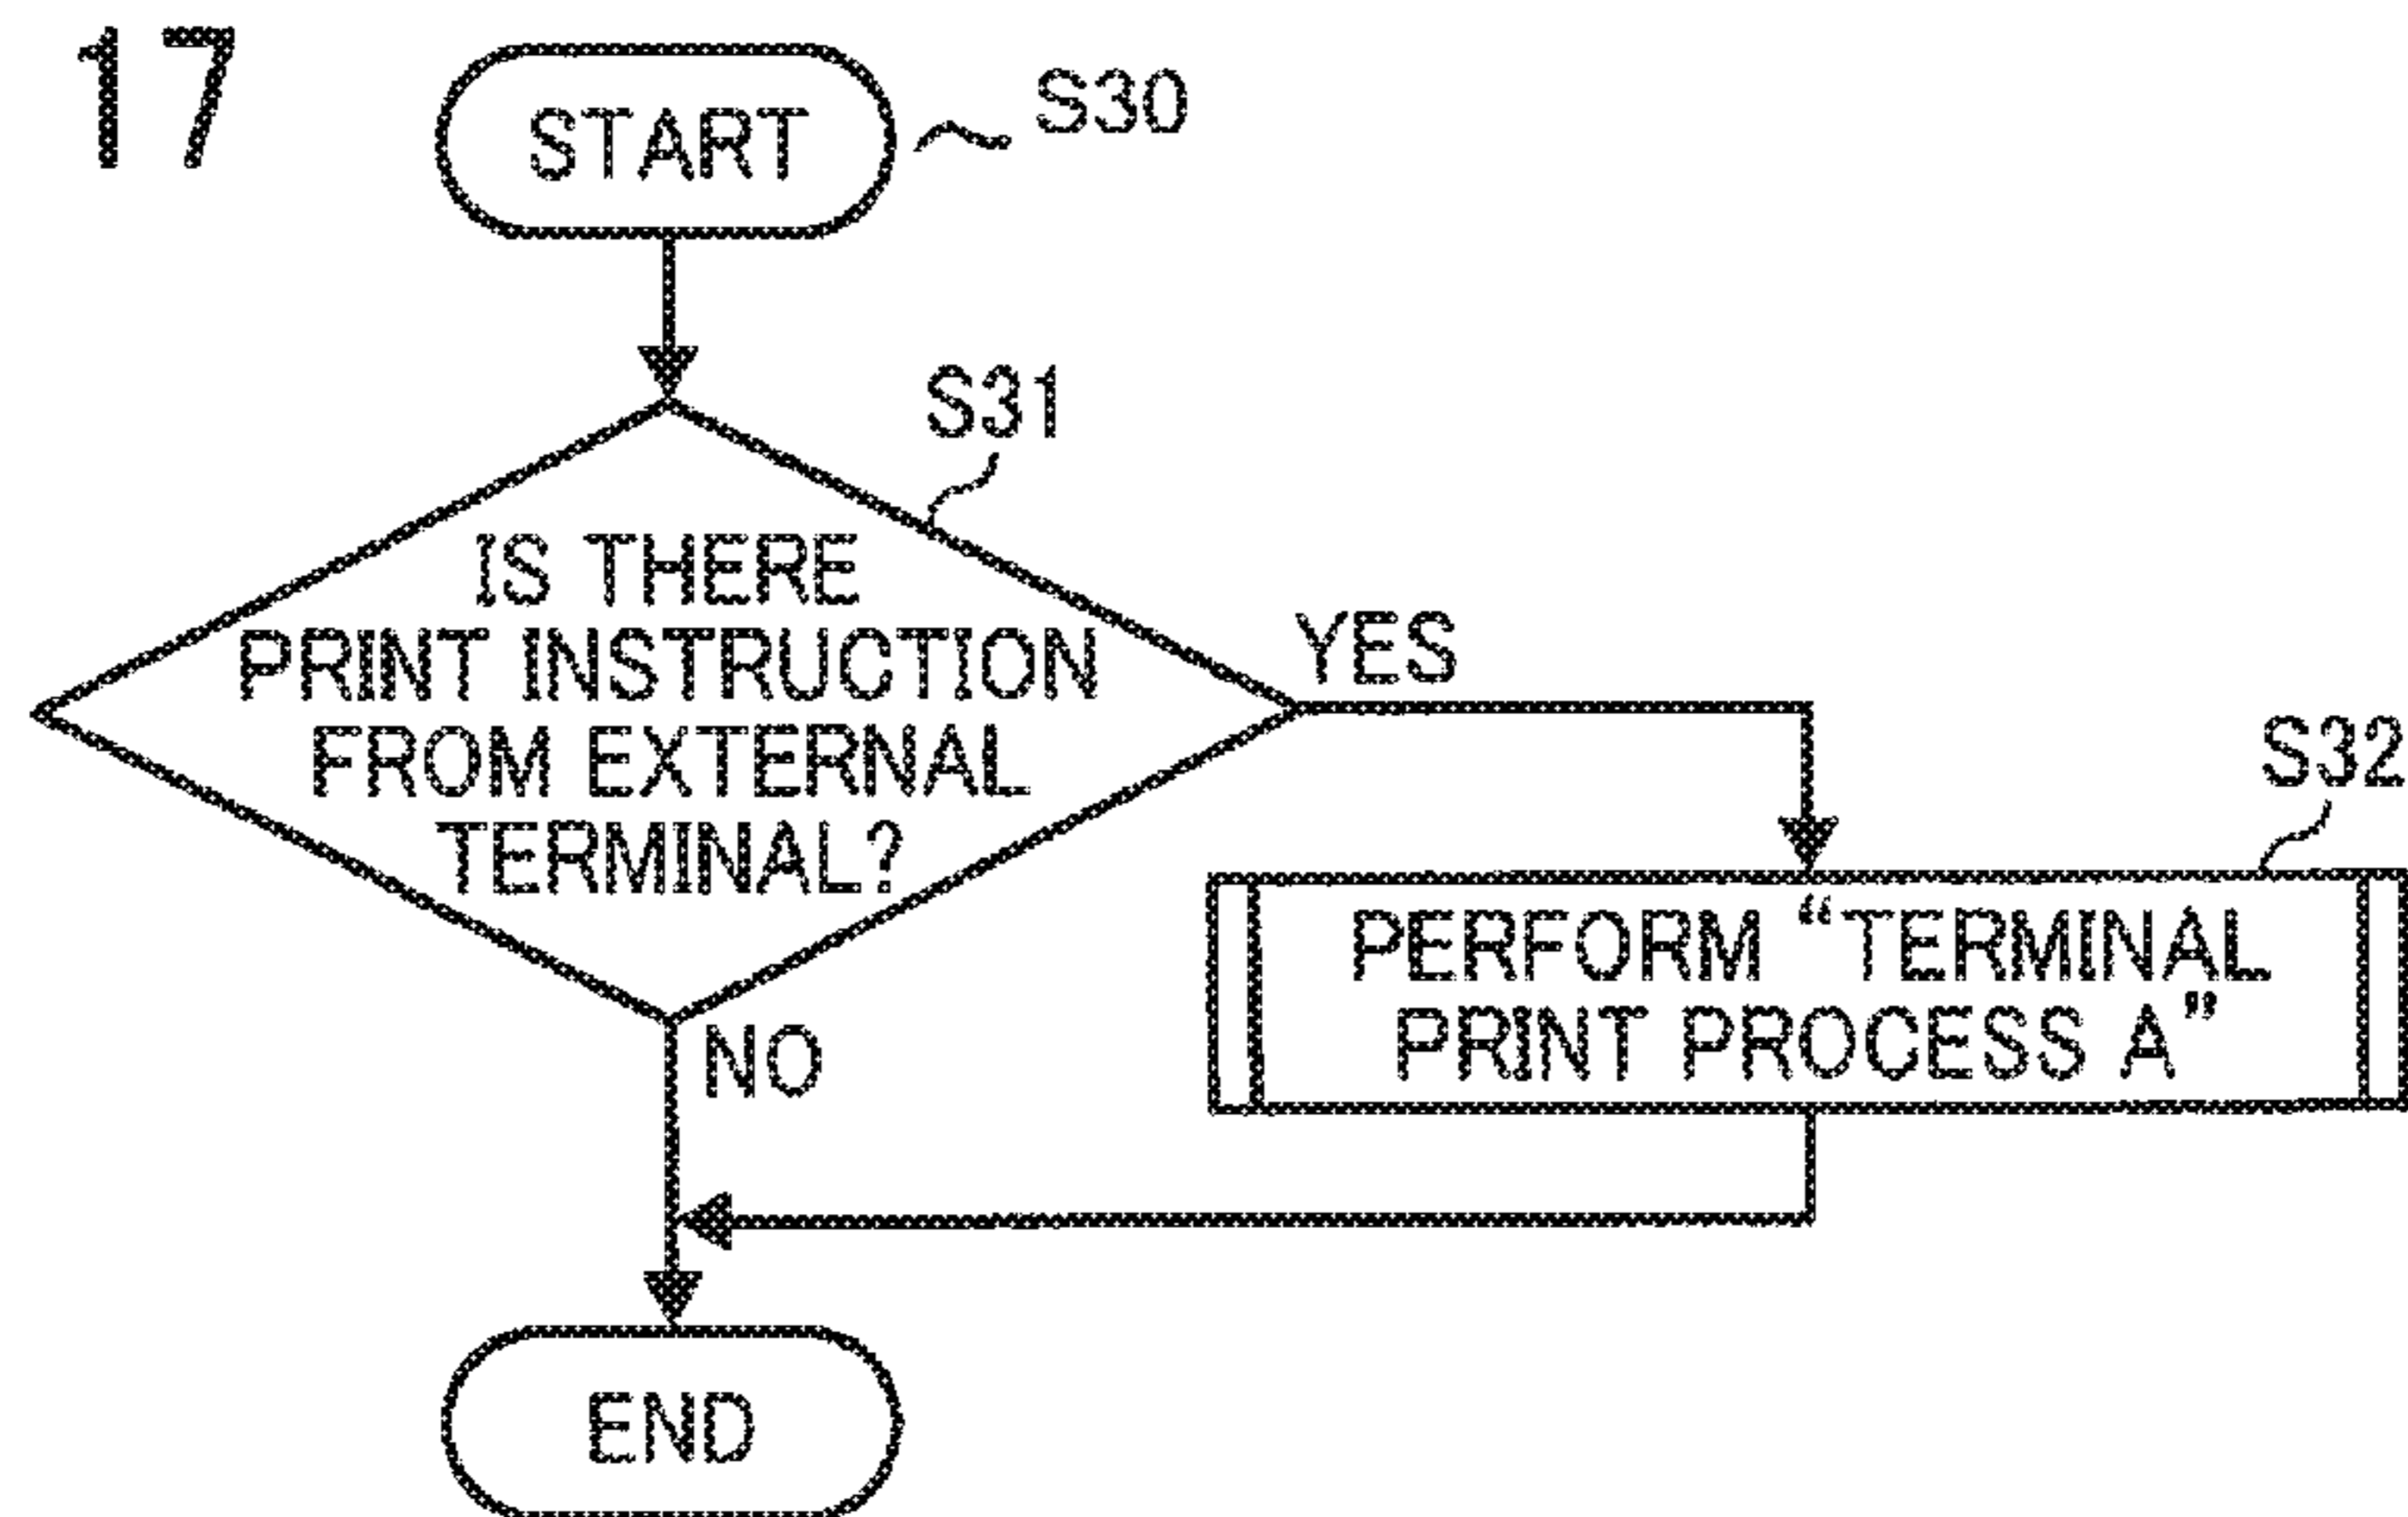 17
START
S30
S31
IS THERE
PRINT INSTRUCTION
FROM EXTERNAL
TERMINAL?
YES
S32
PERFORM “TERMINAL
PRINT PROCESS A”
NO
END